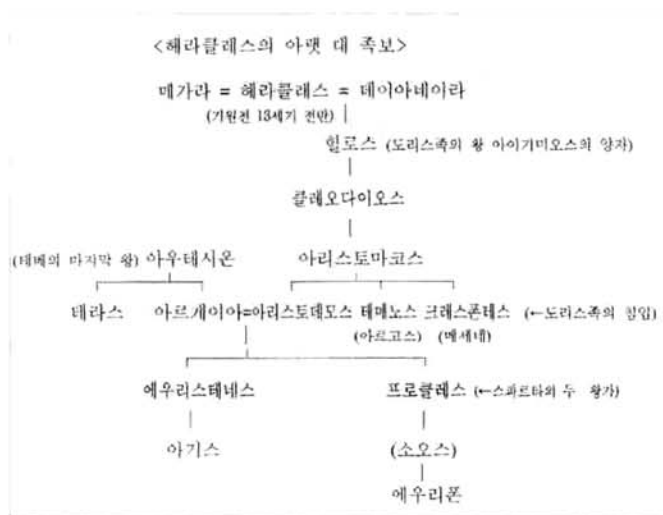 <헤라클레스의 아랫 대 족보>
메가라 = 헤라클레스 = 데이아네이라
(기원전 13세기 전반)
힐로스 (도리스족의 왕 아이기미오스의 양자)
클레오다이오스
(테베의 마지막 왕) 아우테시온 아리스토마코스
테라스 아르게이아=아리스토데모스 테메노스 크레스폰테스 (←도리스족의 침입)
(아르고스) (메세네)
에우리스테네스 프로클레스 (←스파르타의 두 왕가)
아기스 (소오스)
에우리폰